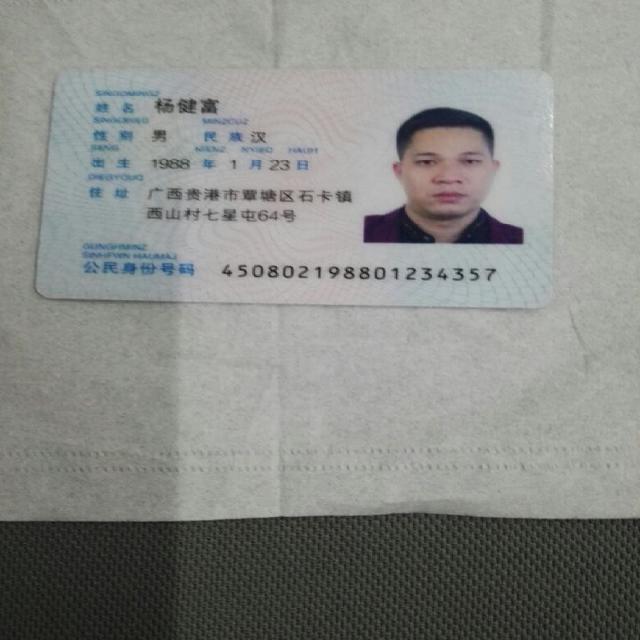 姓名 杨健富
性别 男 民族 汉
出生 1988 年 1 月 23 日
住址 广西贵港市覃塘区石卡镇
西山村七星屯64号
公民身份号码 450802198801234357